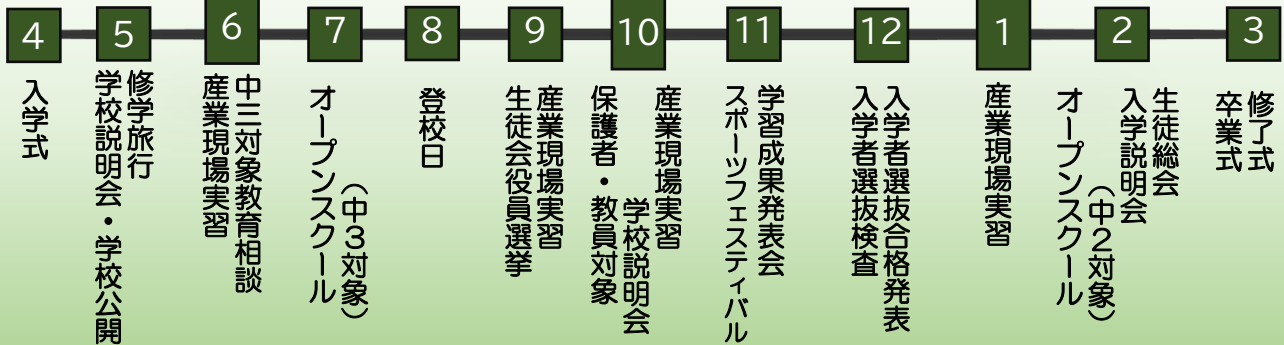 4
入学式
5
修学旅行
学校説明会・学校公開
6
中三対象教育相談
産業現場実習
7
オープンスクール
（中３対象）
8
登校日
9
産業現場実習
生徒会役員選挙
10
産業現場実習
学校説明会
保護者・教員対象
11
学習成果発表会
スポーツフェスティバル
12
入学者選抜合格発表
入学者選抜検査
1
産業現場実習
2
生徒総会
入学説明会
オープンスクール
（中２対象）
3
修了式
卒業式